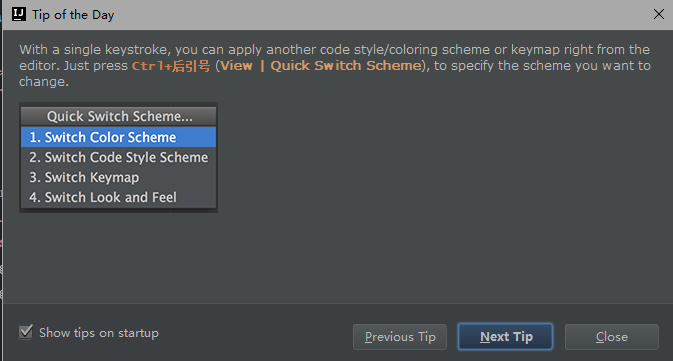 IJ Tip of the Day
With a single keystroke, you can apply another code style/coloring scheme or keymap right from the
editor. Just press Ctrl+后引号 (View | Quick Switch Scheme), to specify the scheme you want to
change.
Quick Switch Scheme...
1. Switch Color Scheme
2. Switch Code Style Scheme
3. Switch Keymap
4. Switch Look and Feel
Show tips on startup
Previous Tip
Next Tip
Close